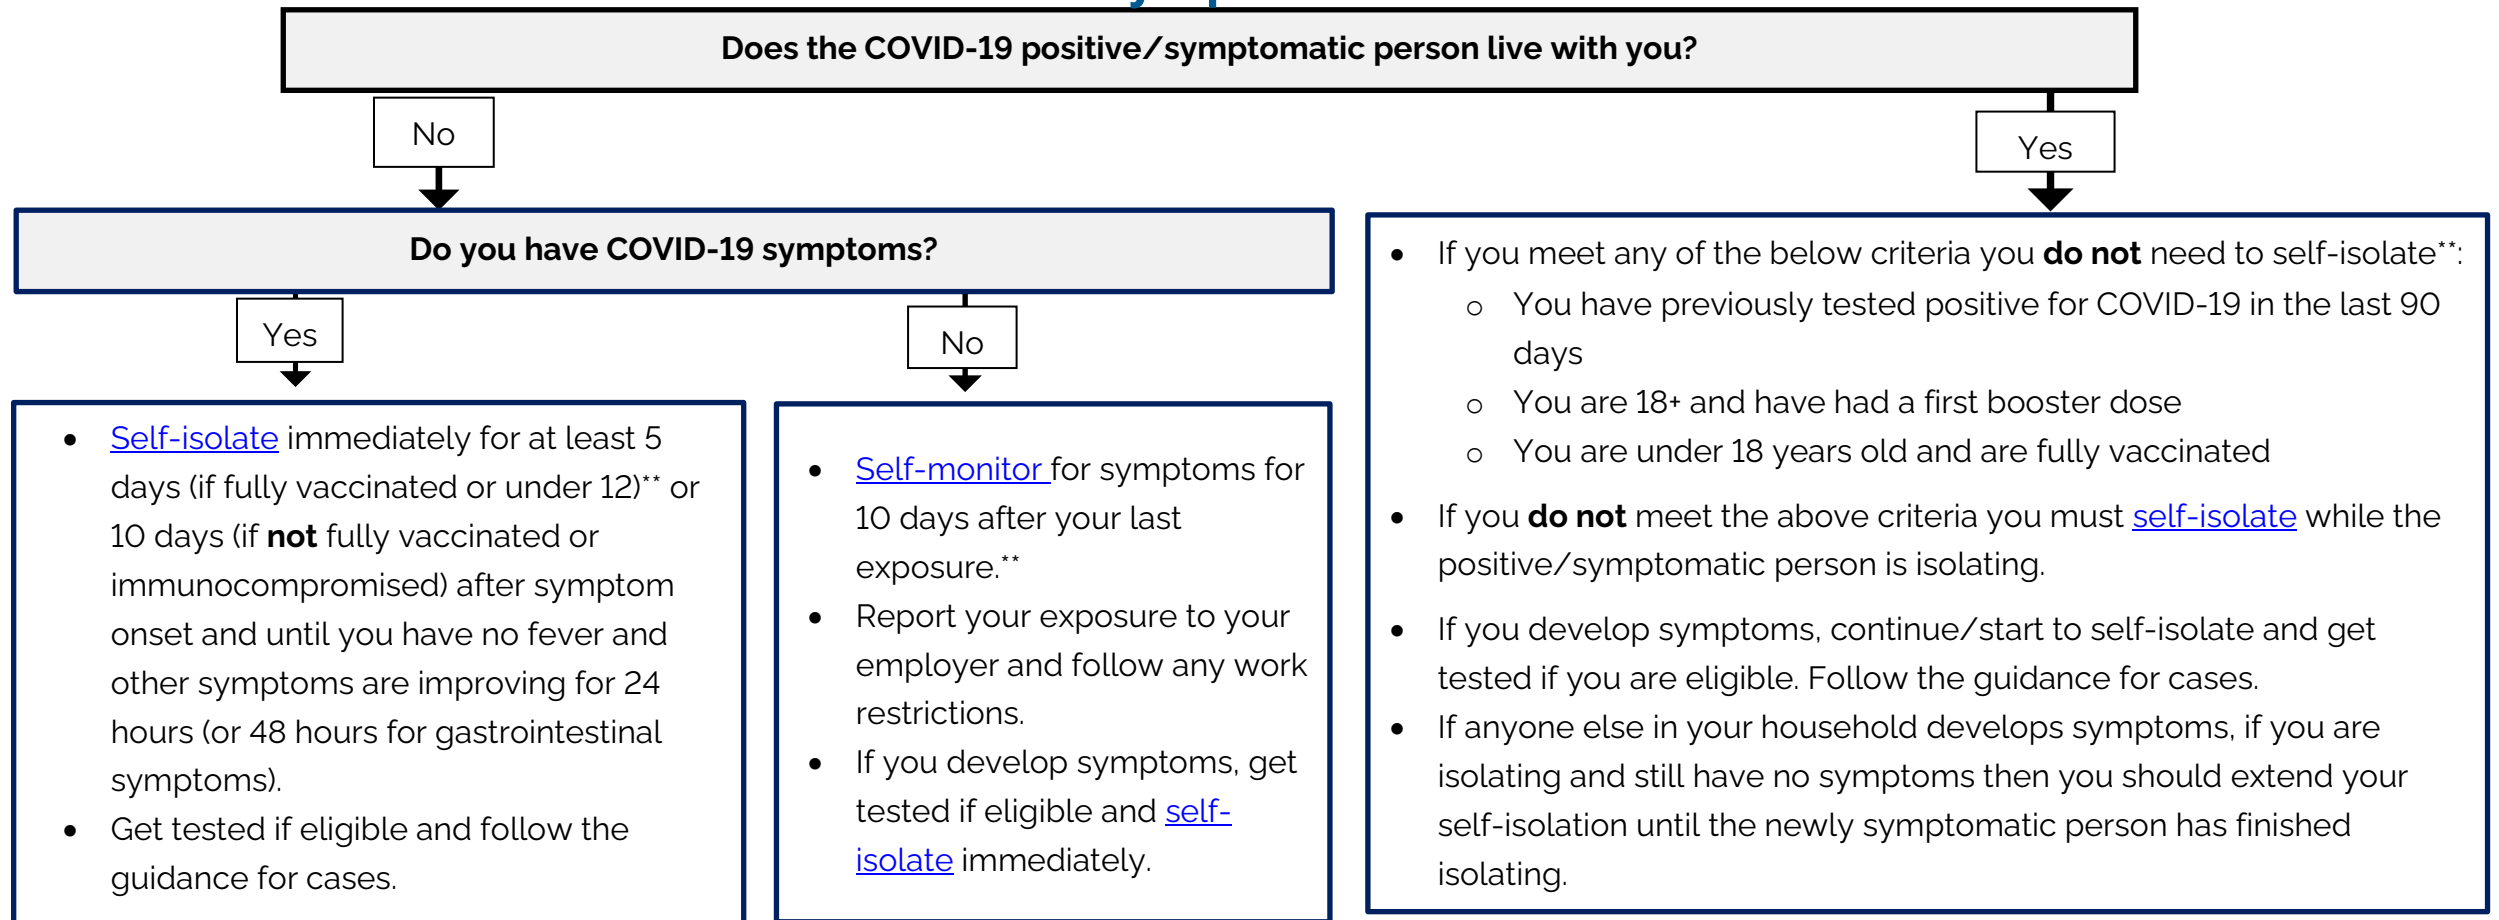 Does the COVID-19 positive/symptomatic person live with you?
No
Yes
Do you have COVID-19 symptoms?
Yes
No
• Self-isolate immediately for at least 5
days (if fully vaccinated or under 12)** or
10 days (if not fully vaccinated or
immunocompromised) after symptom
onset and until you have no fever and
other symptoms are improving for 24
hours (or 48 hours for gastrointestinal
symptoms).
• Get tested if eligible and follow the
guidance for cases.
• Self-monitor for symptoms for
10 days after your last
exposure.**
• Report your exposure to your
employer and follow any work
restrictions.
• If you develop symptoms, get
tested if eligible and self-
isolate immediately.
• If you meet any of the below criteria you do not need to self-isolate**:
o You have previously tested positive for COVID-19 in the last 90
days
o You are 18+ and have had a first booster dose
o You are under 18 years old and are fully vaccinated
• If you do not meet the above criteria you must self-isolate while the
positive/symptomatic person is isolating.
• If you develop symptoms, continue/start to self-isolate and get
tested if you are eligible. Follow the guidance for cases.
• If anyone else in your household develops symptoms, if you are
isolating and still have no symptoms then you should extend your
self-isolation until the newly symptomatic person has finished
isolating.